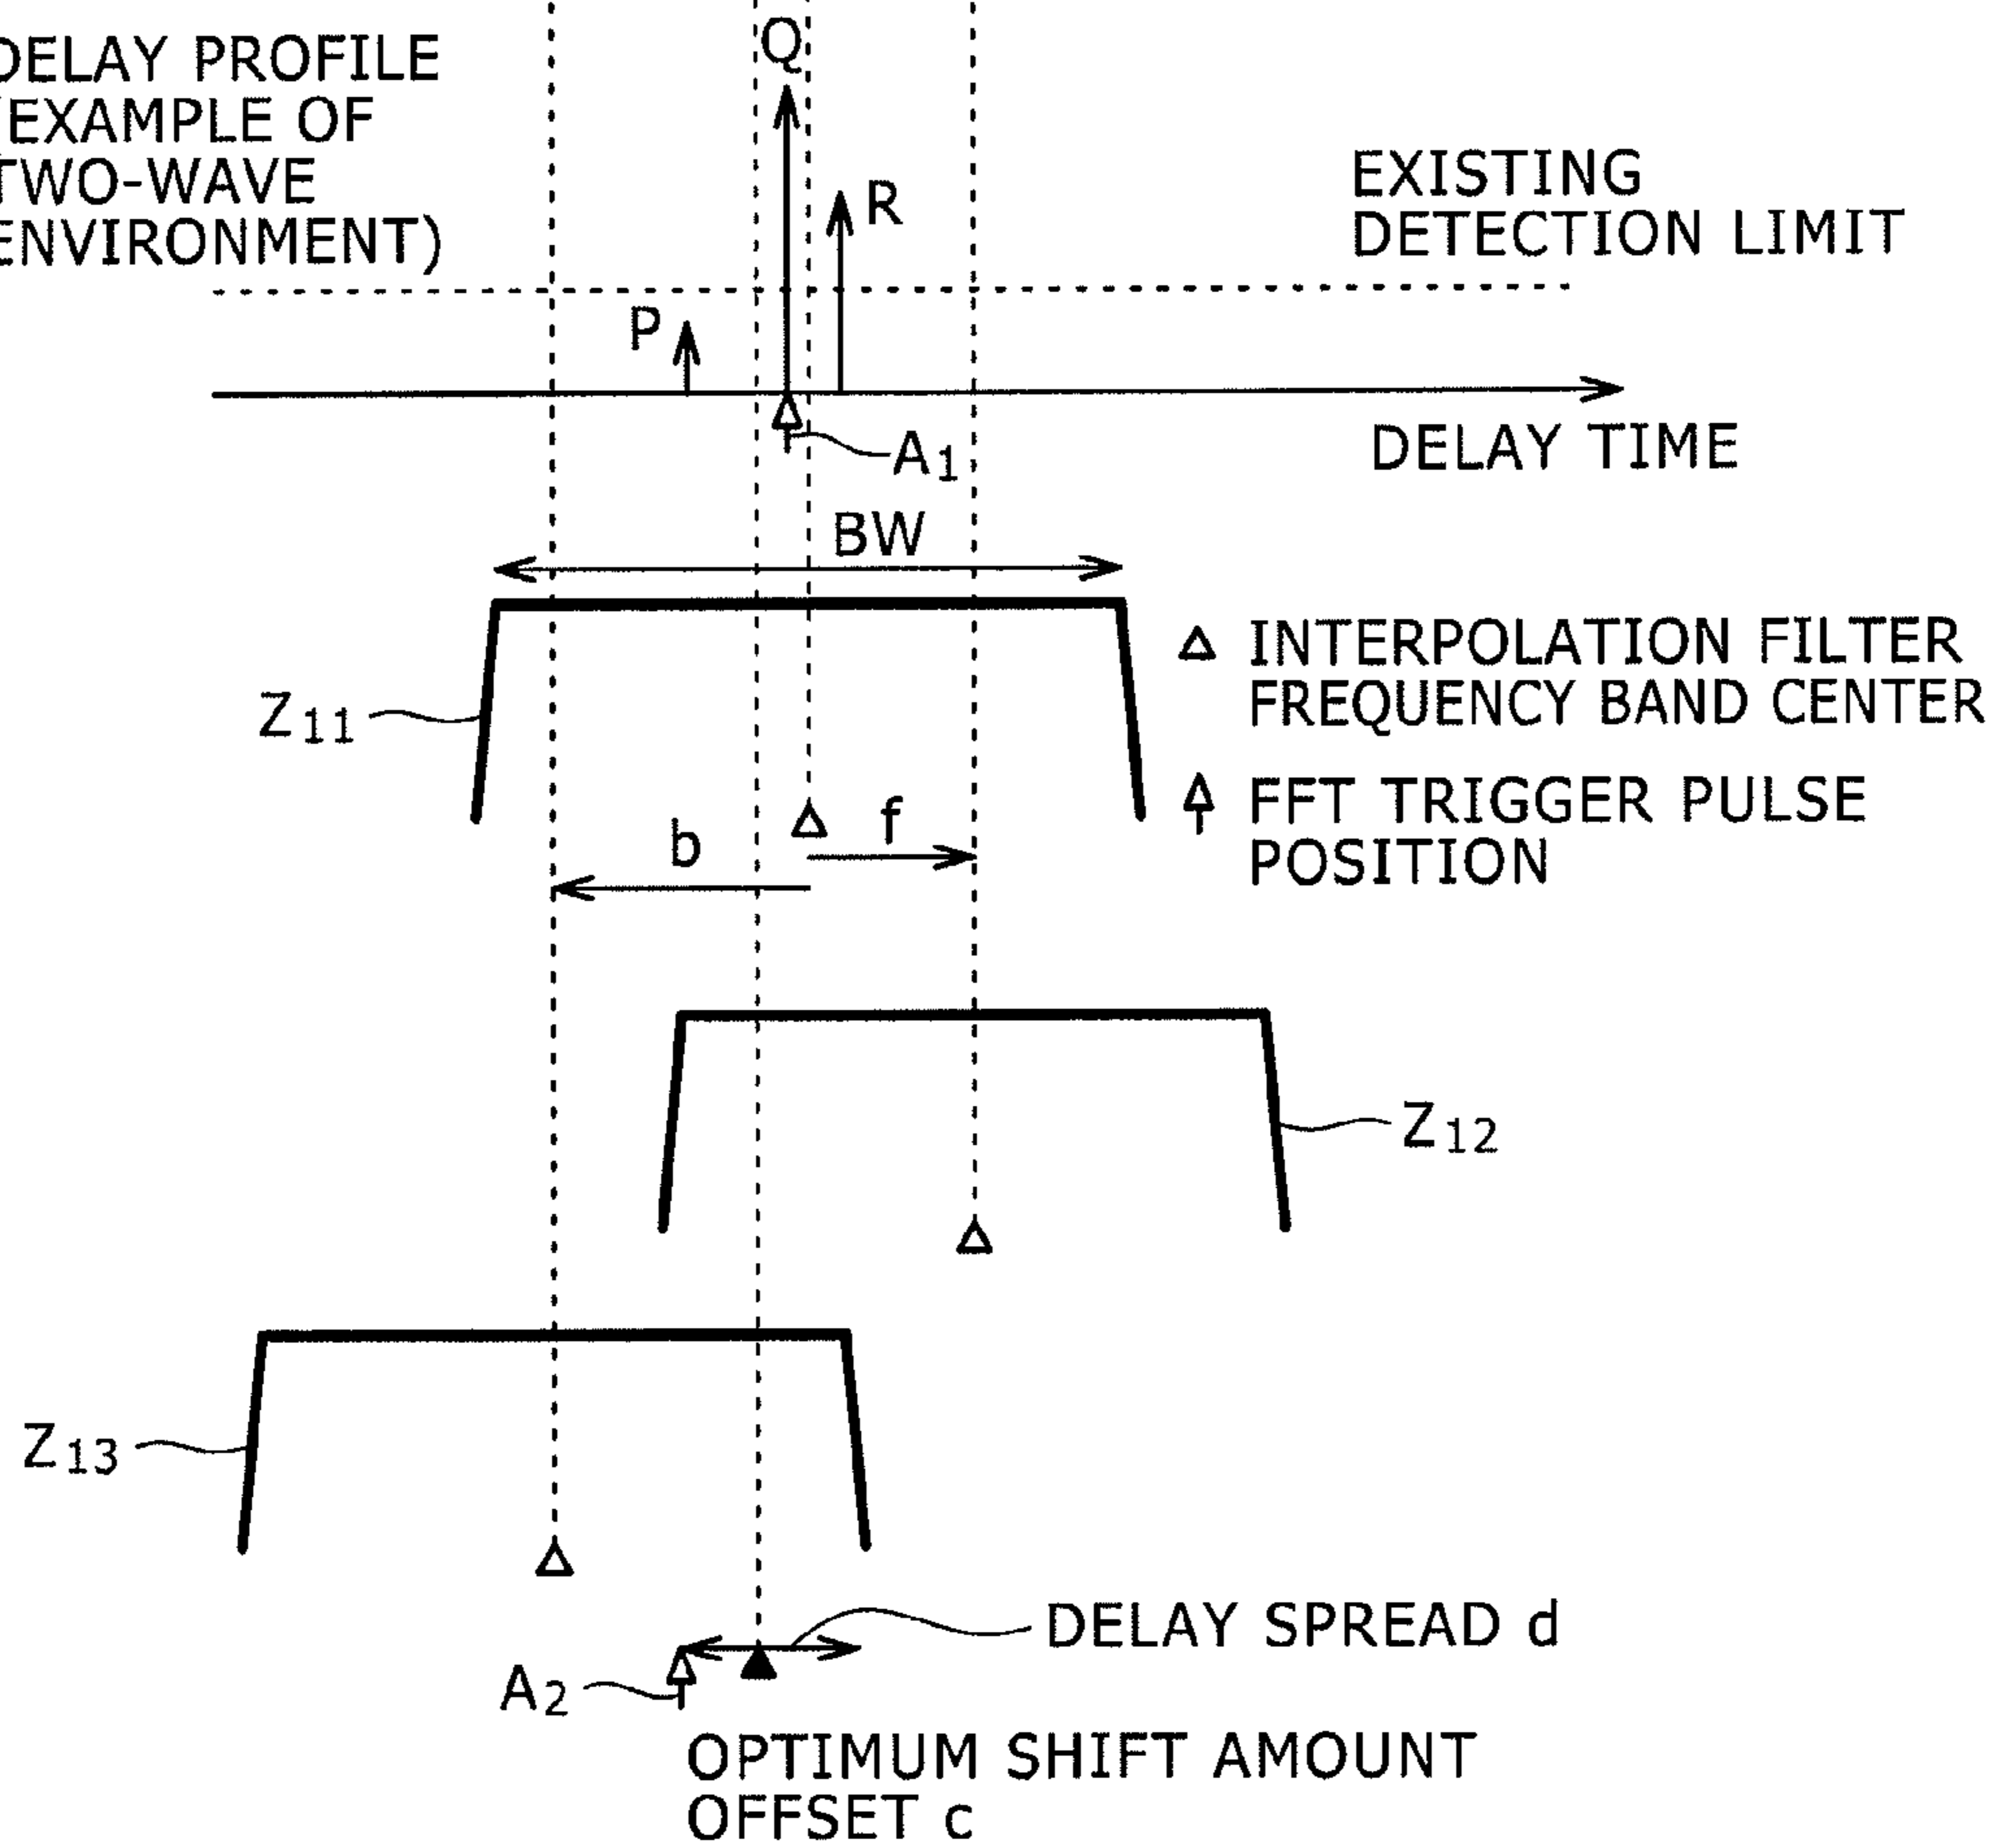 DELAY PROFILE
(EXAMPLE OF
TWO-WAVE
ENVIRONMENT)
Q
R
P
EXISTING
DETECTION LIMIT
A1
DELAY TIME
BW
Z11
△ INTERPOLATION FILTER
FREQUENCY BAND CENTER
FFT TRIGGER PULSE
POSITION
f
b
Z12
Z13
DELAY SPREAD d
A2
OPTIMUM SHIFT AMOUNT
OFFSET c